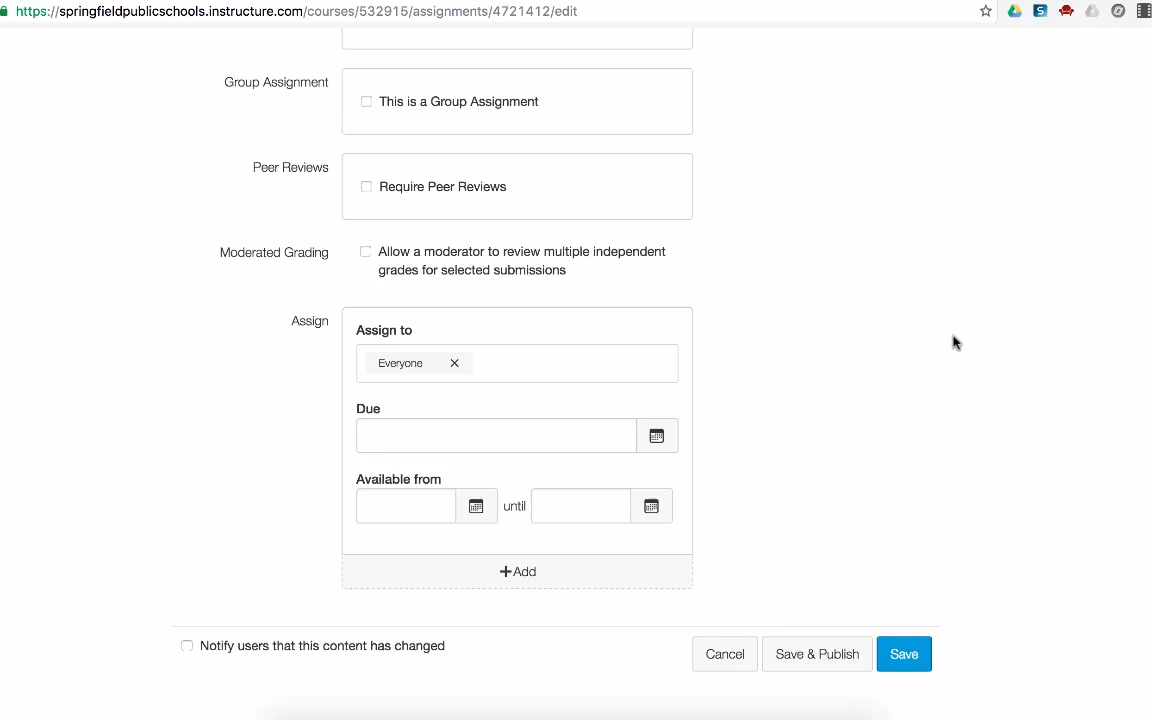 https://springfieldpublicschools.instructure.com/courses/532915/assignments/4721412/edit
Group Assignment
This is a Group Assignment
Peer Reviews
Require Peer Reviews
Moderated Grading
Allow a moderator to review multiple independent
grades for selected submissions
Assign
Assign to
Everyone
Due
Available from
until
+Add
Notify users that this content has changed
Cancel
Save & Publish
Save